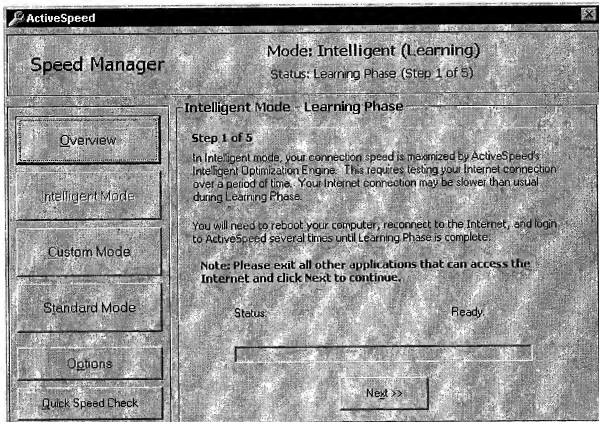 ActiveSpeed
Speed Manager
Mode: Intelligent (Learning)
Status: Learning Phase (Step 1 of 5)
Overview
Intelligent Mode
Custom Mode
Standard Mode
Options
Quick Speed Check
Intelligent Mode - Learning Phase
Step 1 of 5
In Intelligent mode, your connection speed is maximized by ActiveSpeed's
Intelligent Optimization Engine. This requires testing your Internet connection
over a period of time. Your Internet connection may be slower than usual
during Learning Phase.
You will need to reboot your computer, reconnect to the Internet, and login
to ActiveSpeed several times until Learning Phase is complete.
Note: Please exit all other applications that can access the
Internet and click Next to continue.
Status:
Ready.
Next >>